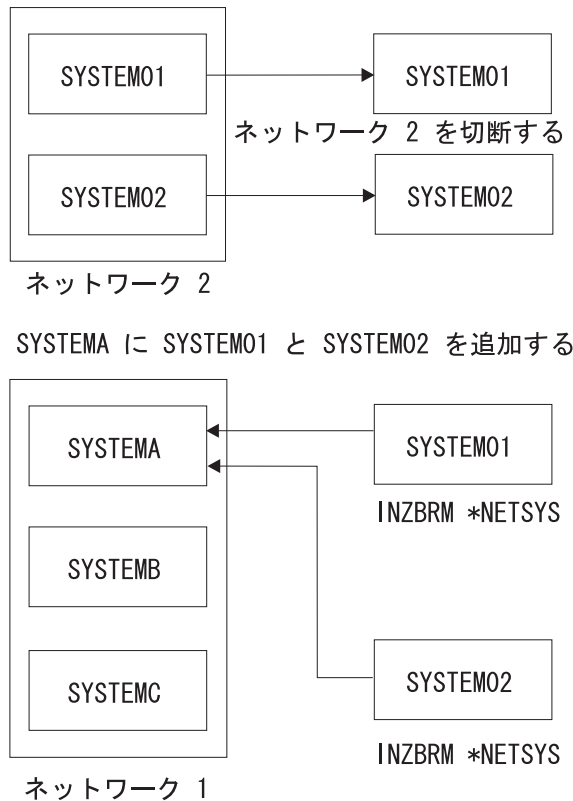 SYSTEM01
SYSTEM01
ネットワーク 2 を切断する
SYSTEM02
SYSTEM02
ネットワーク 2
SYSTEMA に SYSTEM01 と SYSTEM02 を追加する
SYSTEMA
SYSTEM01
INZBRM *NETSYS
SYSTEMB
SYSTEMC
SYSTEM02
INZBRM *NETSYS
ネットワーク 1